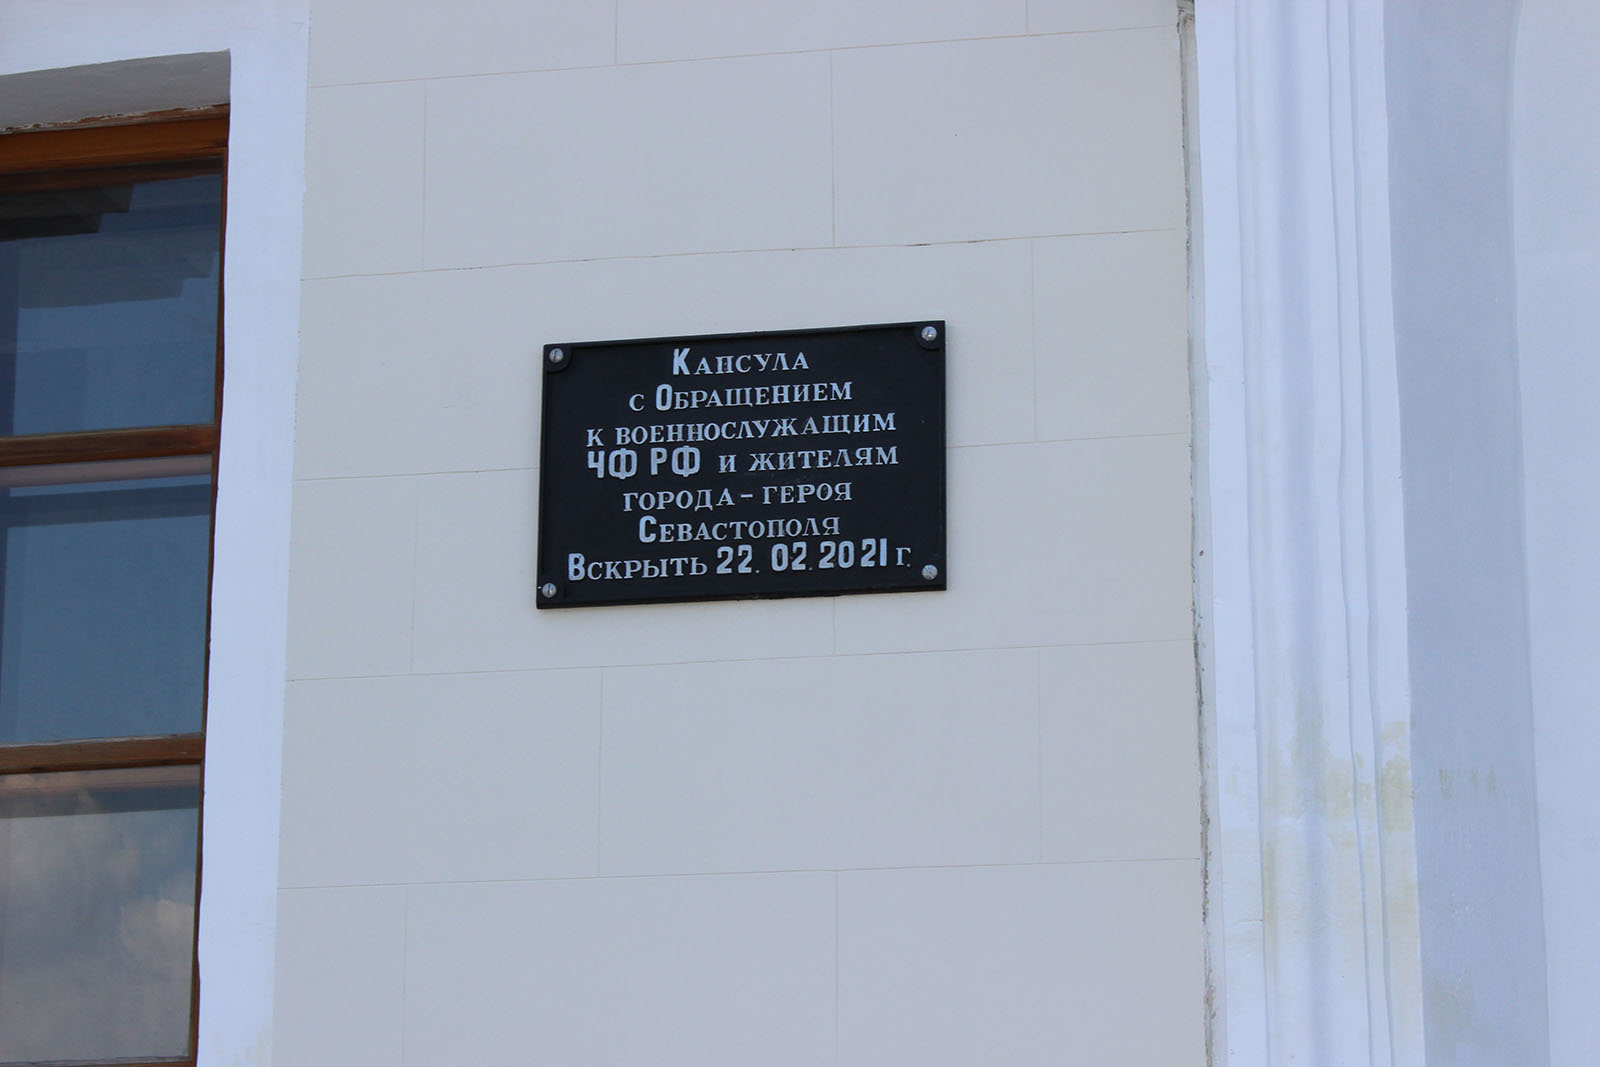 Капсула
с Обращением
к военнослужащим
ЧФ РФ и жителям
города-героя
Севастополя
Вскрыть 22.02.2021 г.